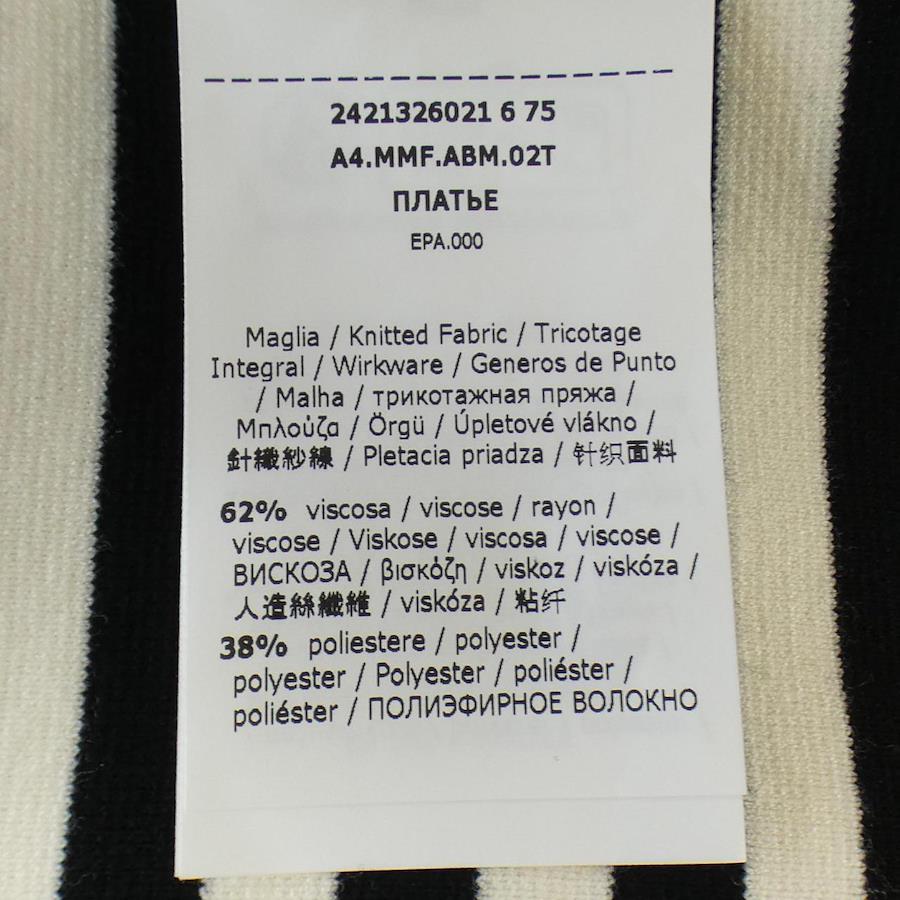 2421326021 6 75
A4.MMF.ABM.02T
ПЛАТЬЕ
EPA.000
Maglia / Knitted Fabric / Tricotage
Integral / Wirkware / Generos de Punto
/ Malha / трикотажная пряжа /
Μπλούζα / Örgü / Úpletové vlákno /
針織紗線 / Pletacia priadza / 针织面料
62% viscosa / viscose / rayon /
viscose / Viskose / viscosa / viscose /
ВИСКОЗА / βισκόζη / viskoz / viskóza /
人造絲纖維 / viskóza / 粘纤
38% poliestere / polyester /
polyester / Polyester / poliéster /
poliéster / ПОЛИЭФИРНОЕ ВОЛОКНО